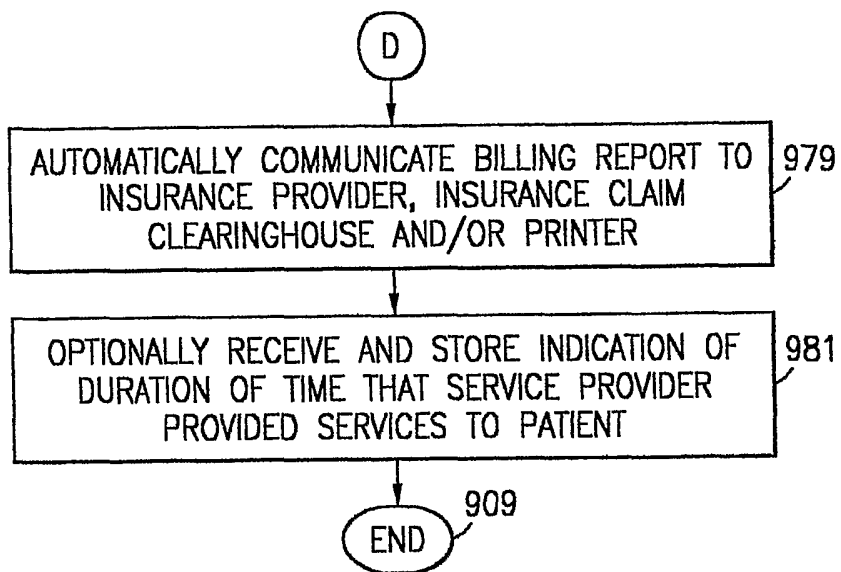 D
AUTOMATICALLY COMMUNICATE BILLING REPORT TO
INSURANCE PROVIDER, INSURANCE CLAIM
CLEARINGHOUSE AND/OR PRINTER
979
OPTIONALLY RECEIVE AND STORE INDICATION OF
DURATION OF TIME THAT SERVICE PROVIDER
PROVIDED SERVICES TO PATIENT
981
END
909